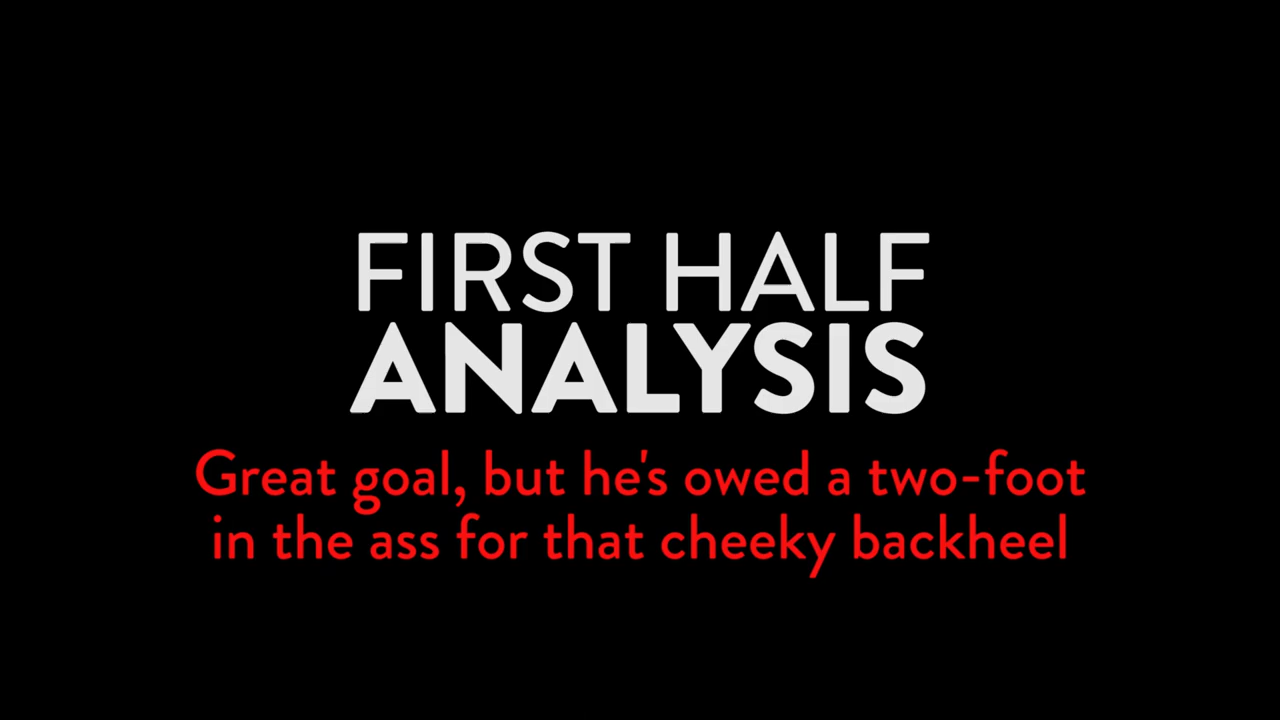 FIRST HALF
ANALYSIS
Great goal, but he's owed a two-foot
in the ass for that cheeky backheel